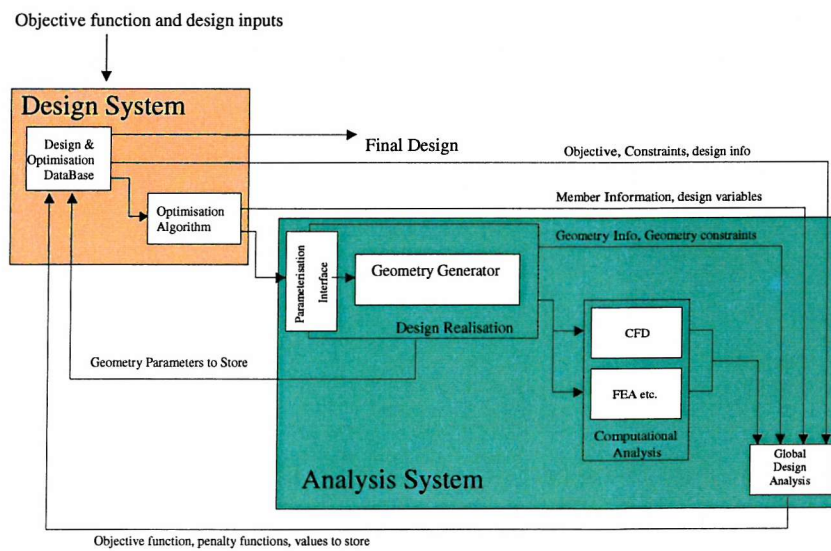 Objective function and design inputs
Design System
Design &
Optimisation
DataBase
Final Design
Objective, Constraints, design info
Optimisation
Algorithm
Member Information, design variables
Parameterisation
Interface
Geometry Generator
Geometry Info, Geometry constraints
Design Realisation
CFD
Geometry Parameters to Store
FEA etc.
Computational
Analysis
Analysis System
Global
Design
Analysis
Objective function, penalty functions, values to store